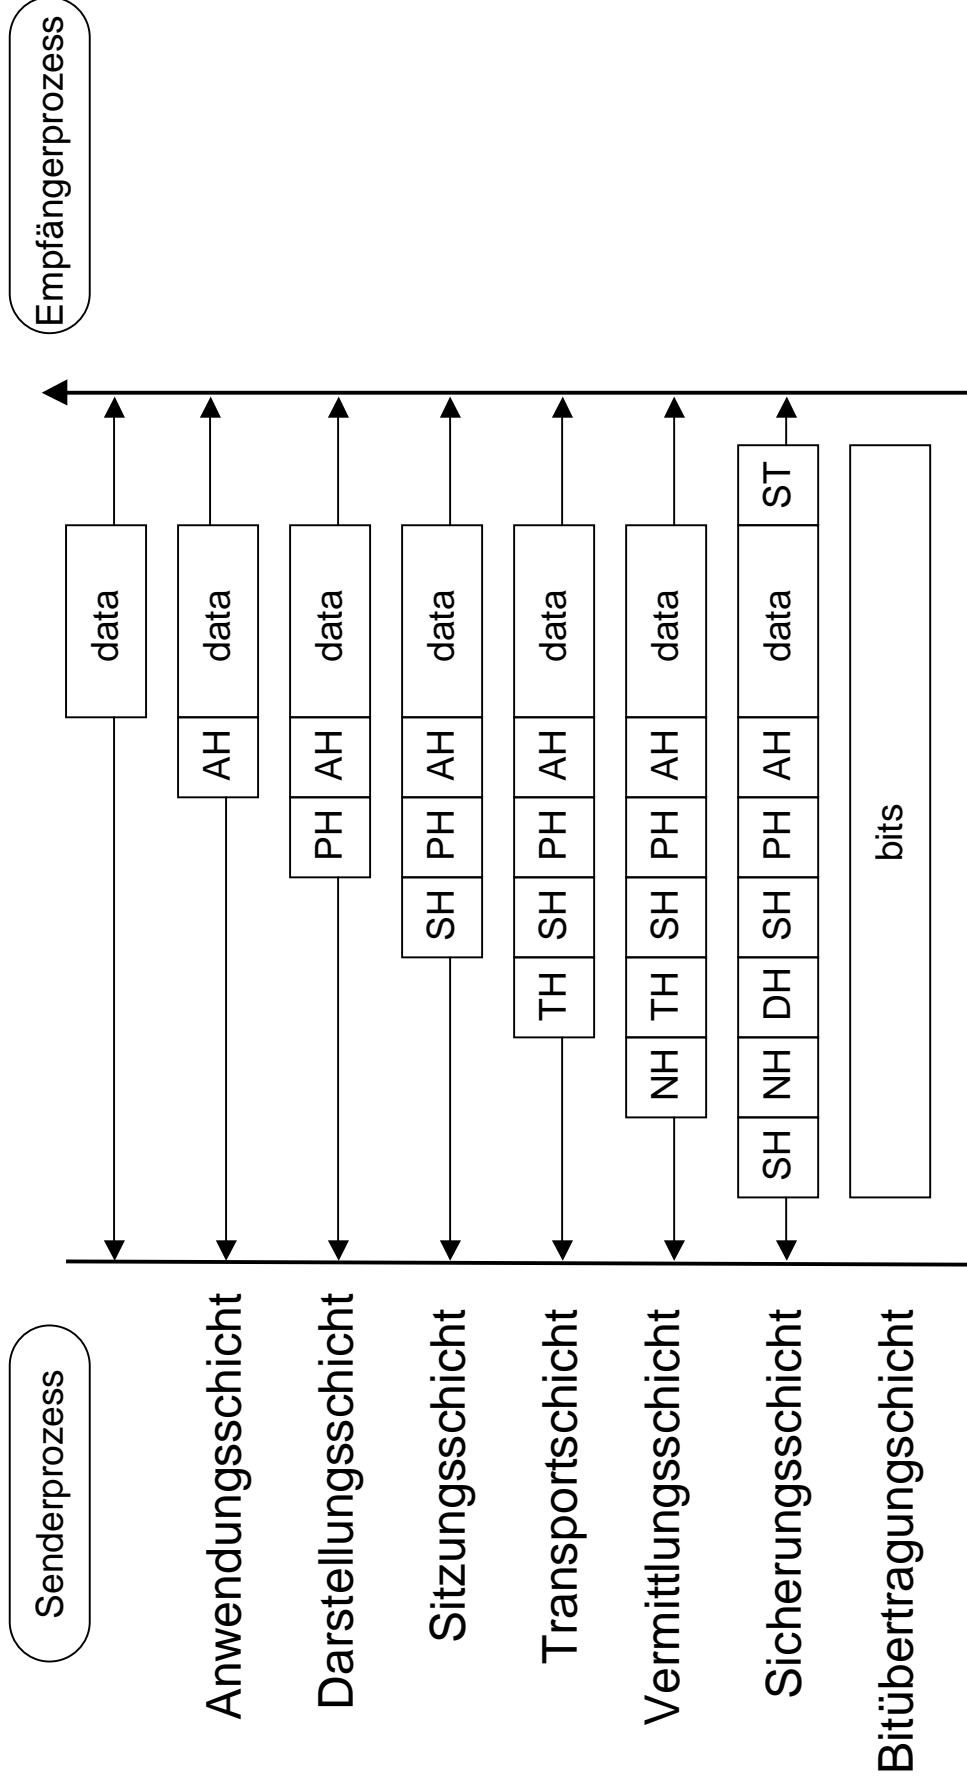 Senderprozess
Empfängerprozess
data
Anwendungsschicht
AH data
Darstellungsschicht
PH AH data
Sitzungsschicht
SH PH AH data
Transportschicht
TH SH PH AH data
Vermittlungsschicht
NH TH SH PH AH data
Sicherungsschicht
SH NH DH SH PH AH data ST
Bitübertragungschicht
bits